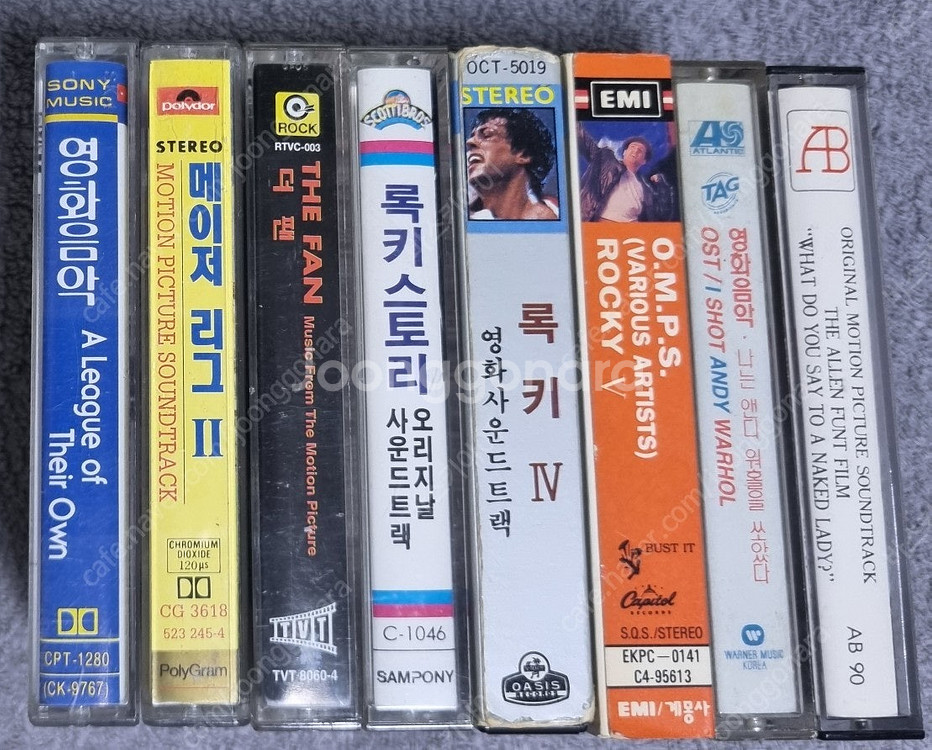 SONY
MUSIC
영화음악
A League of
Their Own
CPT-1280
(CK-9767)
polydor
STEREO
메이저 리그 II
MOTION PICTURE SOUNDTRACK
CHROMIUM
DIOXIDE
120 µs
CG 3618
523 245-4
PolyGram
ROCK
RTVC-003
THE FAN Music From The Motion Picture
더 팬
TVT
TVT 8060-4
SCOTTI BROS
록키스토리 오리지날
사운드트랙
C-1046
SAMPONY
OCT-5019
STEREO
록키 IV
영화사운드트랙
OASIS
RECORDS
EMI
O.M.P.S.
(VARIOUS ARTISTS)
ROCKY V
BUST IT
Capitol
RECORDS
S.Q.S./STEREO
EKPC-0141
C4-95613
EMI/계몽사
ATLANTIC
TAG
영화음악 · 나는 앤디 워홀을 쏘았다
OST / I SHOT ANDY WARHOL
WARNER MUSIC
KOREA
AB
ORIGINAL MOTION PICTURE SOUNDTRACK
THE ALLEN FUNT FILM
"WHAT DO YOU SAY TO A NAKED LADY?"
AB 90
joonggonara